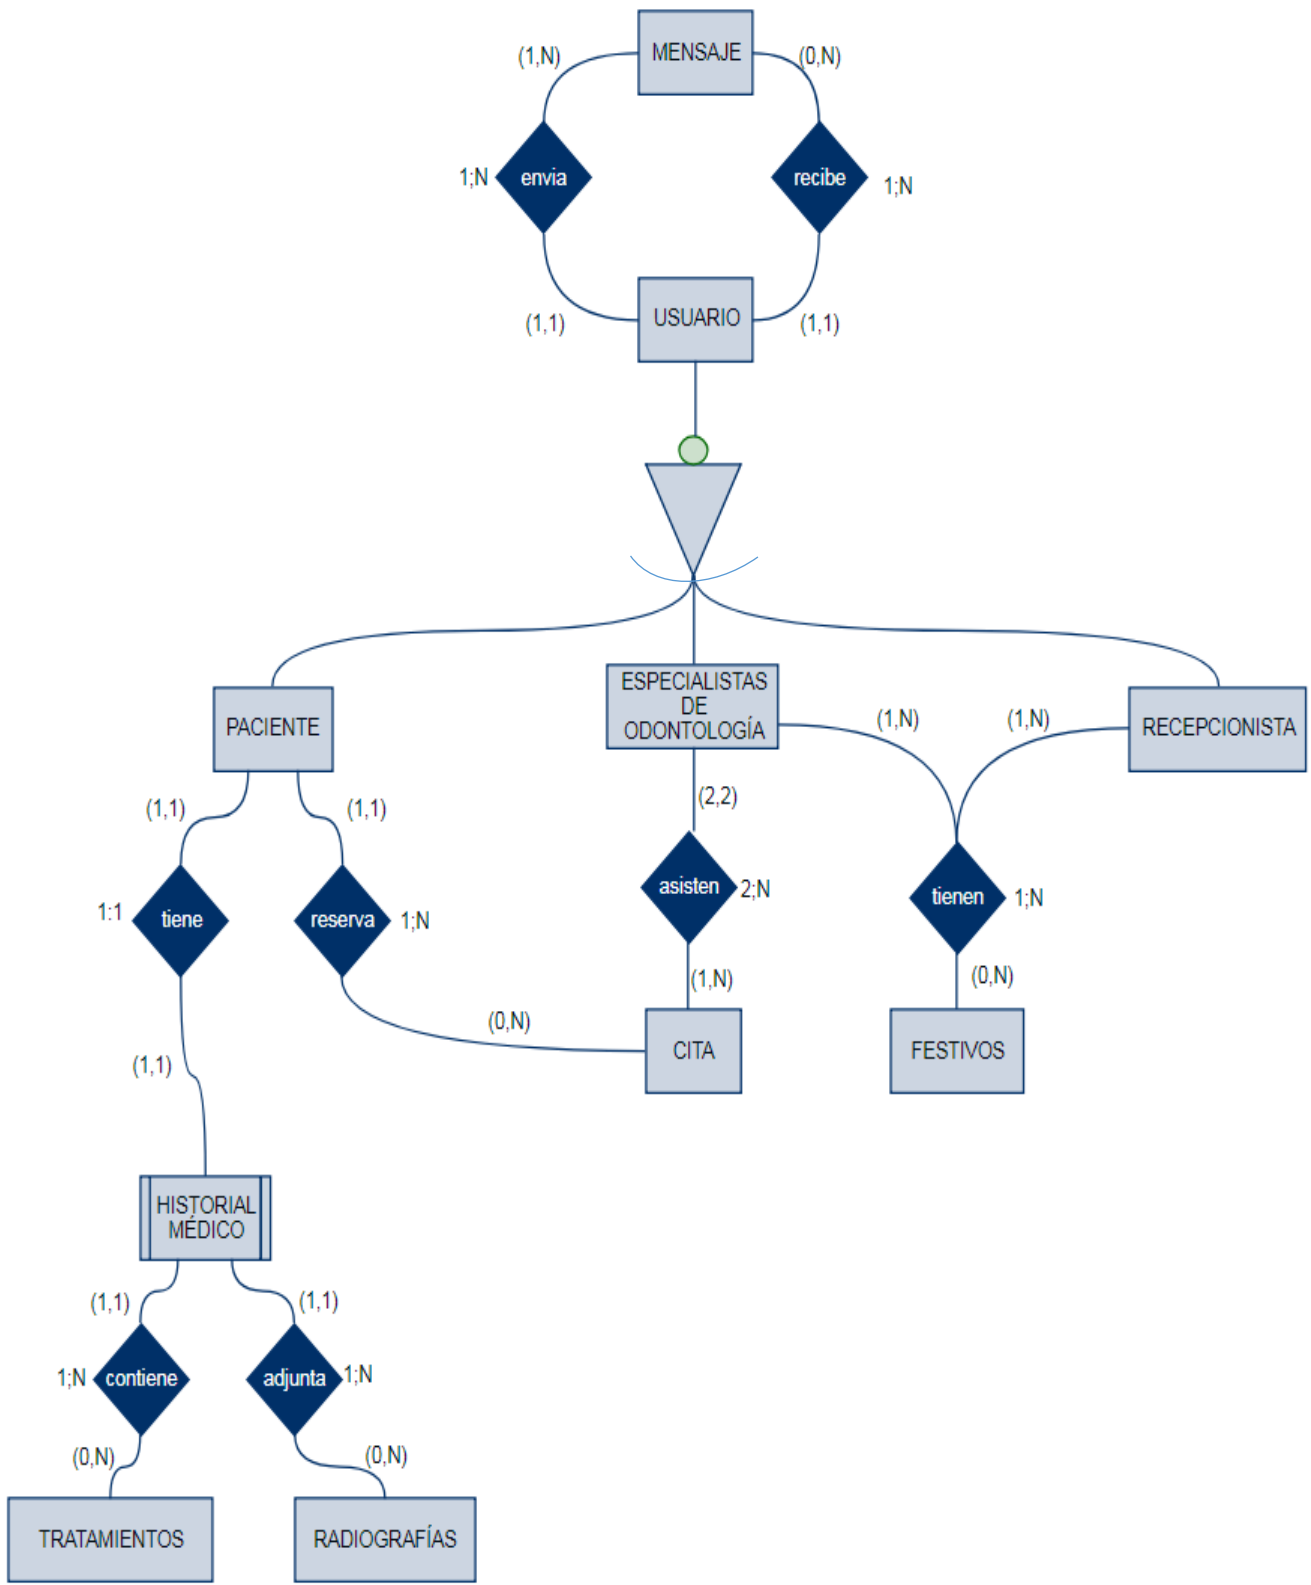 MENSAJE
(1,N)
(0,N)
1;N
envia
recibe
1;N
USUARIO
(1,1)
(1,1)
PACIENTE
ESPECIALISTAS
DE
ODONTOLOGÍA
RECEPCIONISTA
(1,N)
(1,N)
(1,1)
(1,1)
(2,2)
1:1
tiene
reserva
1;N
asisten
2;N
tienen
1;N
(0,N)
(1,N)
(0,N)
CITA
FESTIVOS
(1,1)
HISTORIAL
MÉDICO
(1,1)
(1,1)
1;N
contiene
adjunta
1;N
(0,N)
(0,N)
TRATAMIENTOS
RADIOGRAFÍAS